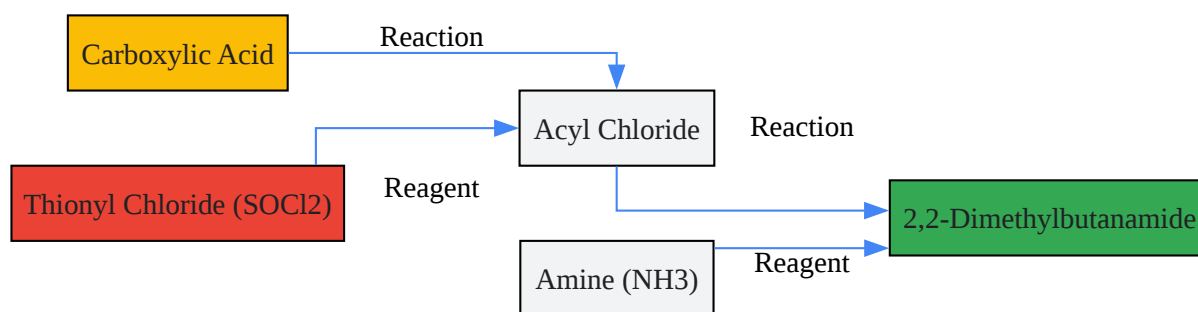 Carboxylic Acid
Reaction
Acyl Chloride
Reaction
Thionyl Chloride (SOCl2)
Reagent
2,2-Dimethylbutanamide
Amine (NH3)
Reagent